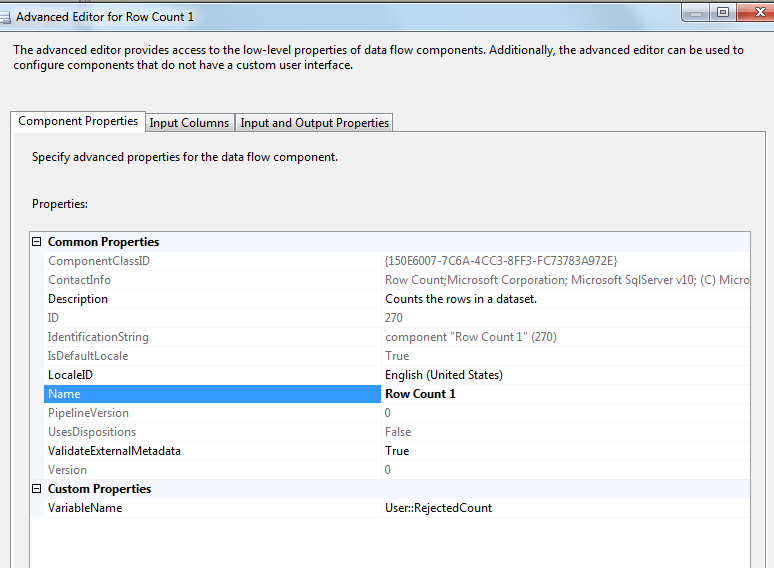 Advanced Editor for Row Count 1
The advanced editor provides access to the low-level properties of data flow components. Additionally, the advanced editor can be used to
configure components that do not have a custom user interface.
Component Properties Input Columns Input and Output Properties
Specify advanced properties for the data flow component.
Properties:
Common Properties
ComponentClassID {150E6007-7C6A-4CC3-8FF3-FC73783A972E}
ContactInfo Row Count;Microsoft Corporation; Microsoft SqlServer v10; (C) Micro
Description Counts the rows in a dataset.
ID 270
IdentificationString component "Row Count 1" (270)
IsDefaultLocale True
LocaleID English (United States)
Name Row Count 1
PipelineVersion 0
UsesDispositions False
ValidateExternalMetadata True
Version 0
Custom Properties
VariableName User::RejectedCount